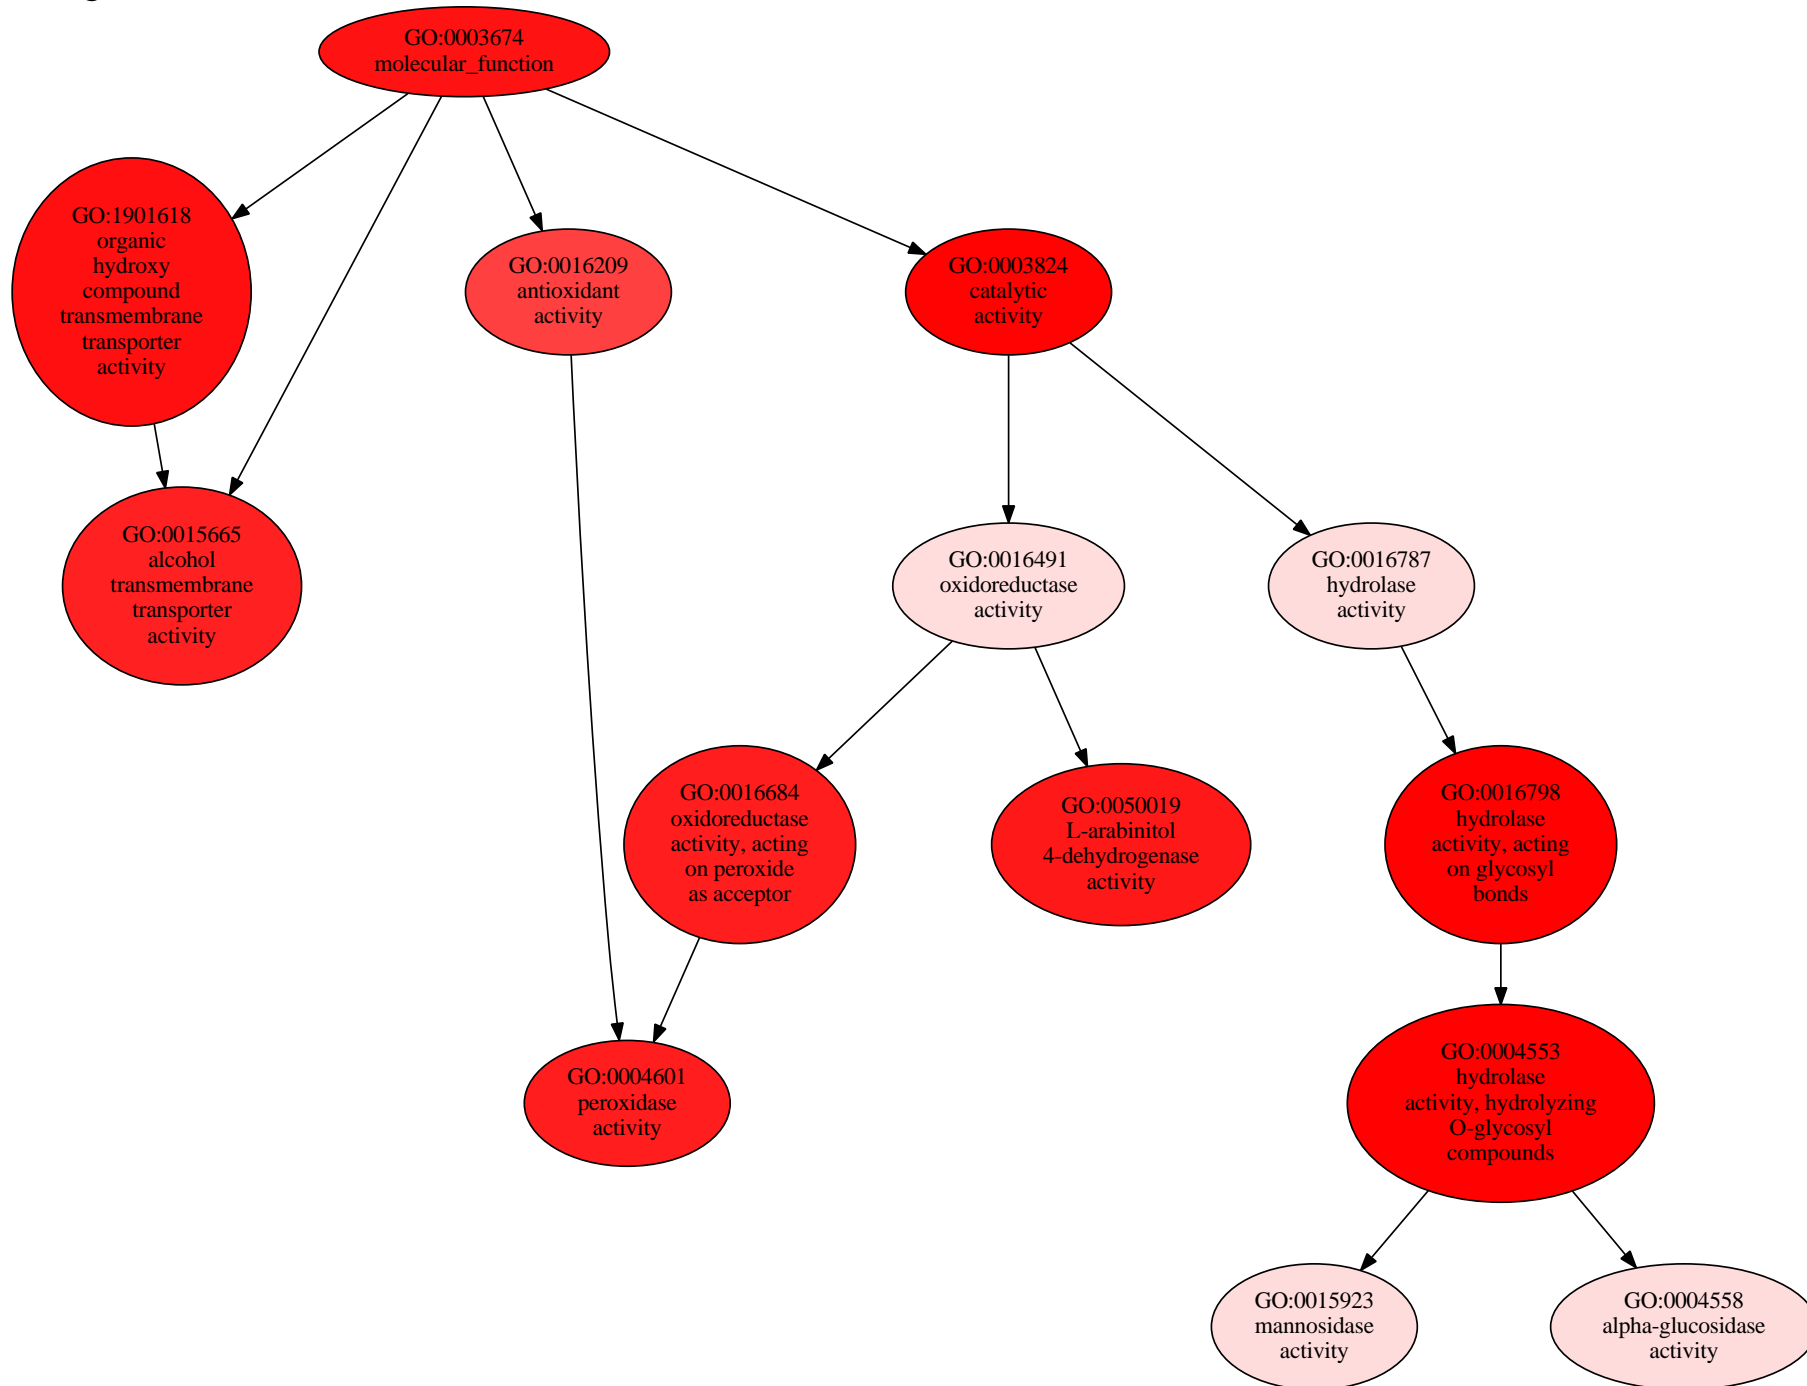 GO:0003674
molecular_function
GO:1901618
organic
hydroxy
compound
transmembrane
transporter
activity
GO:0016209
antioxidant
activity
GO:0003824
catalytic
activity
GO:0015665
alcohol
transmembrane
transporter
activity
GO:0016491
oxidoreductase
activity
GO:0016787
hydrolase
activity
GO:0016684
oxidoreductase
activity, acting
on peroxide
as acceptor
GO:0050019
L-arabinitol
4-dehydrogenase
activity
GO:0016798
hydrolase
activity, acting
on glycosyl
bonds
GO:0004601
peroxidase
activity
GO:0004553
hydrolase
activity, hydrolyzing
O-glycosyl
compounds
GO:0015923
mannosidase
activity
GO:0004558
alpha-glucosidase
activity